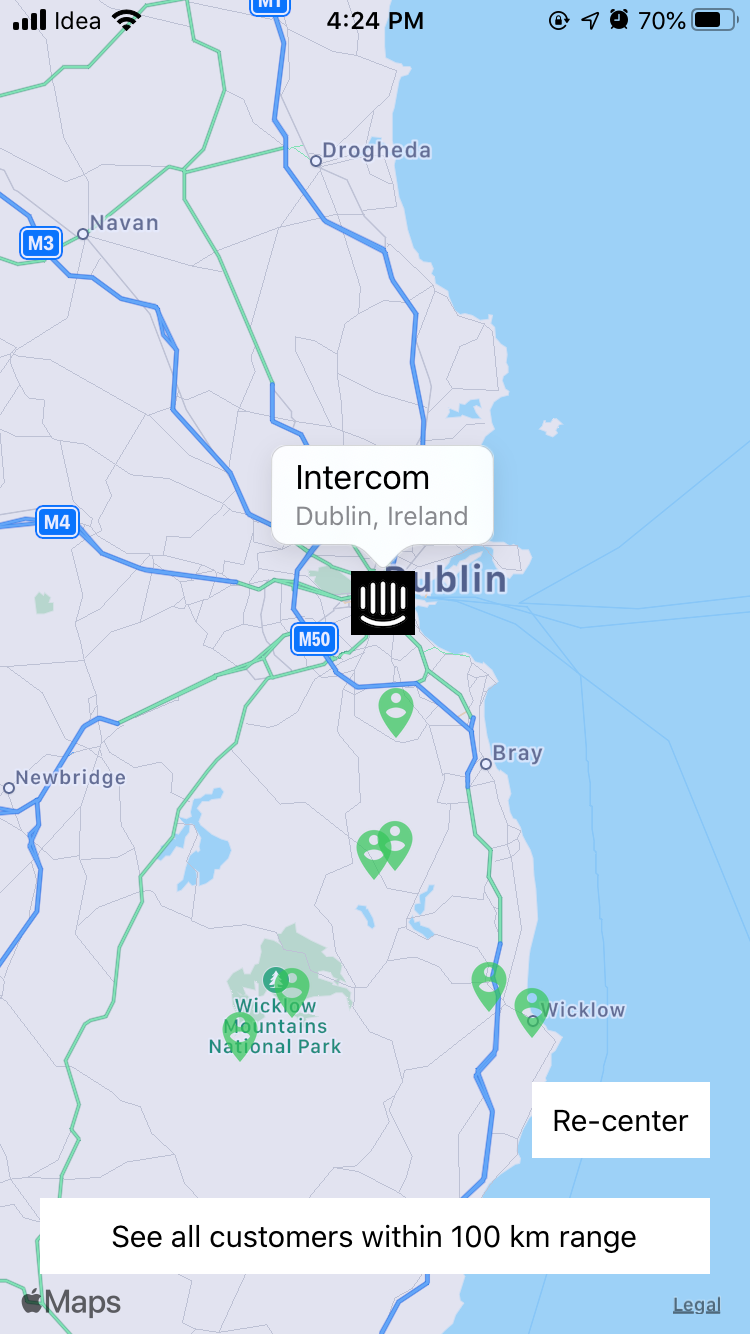 Idea 4:24 PM 70%
M1
Drogheda
Navan
M3
Intercom
Dublin, Ireland
M4
Dublin
M50
Bray
Newbridge
Wicklow
Mountains
National Park
Wicklow
Re-center
See all customers within 100 km range
Maps
Legal